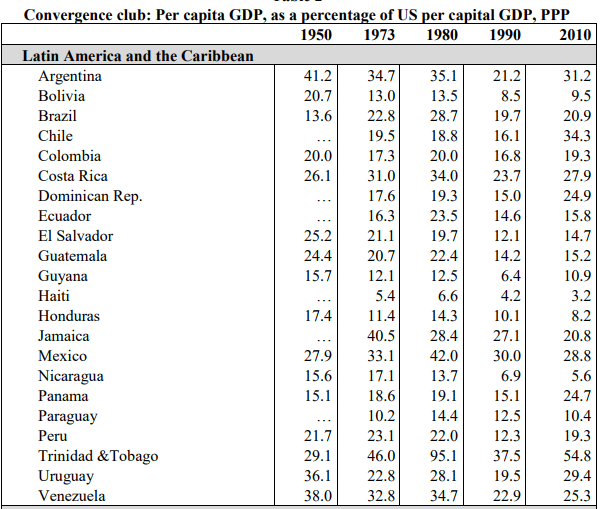 Convergence club: Per capita GDP, as a percentage of US per capital GDP, PPP
1950 1973 1980 1990 2010
Latin America and the Caribbean
Argentina 41.2 34.7 35.1 21.2 31.2
Bolivia 20.7 13.0 13.5 8.5 9.5
Brazil 13.6 22.8 28.7 19.7 20.9
Chile … 19.5 18.8 16.1 34.3
Colombia 20.0 17.3 20.0 16.8 19.3
Costa Rica 26.1 31.0 34.0 23.7 27.9
Dominican Rep. … 17.6 19.3 15.0 24.9
Ecuador … 16.3 23.5 14.6 15.8
El Salvador 25.2 21.1 19.7 12.1 14.7
Guatemala 24.4 20.7 22.4 14.2 15.2
Guyana 15.7 12.1 12.5 6.4 10.9
Haiti … 5.4 6.6 4.2 3.2
Honduras 17.4 11.4 14.3 10.1 8.2
Jamaica … 40.5 28.4 27.1 20.8
Mexico 27.9 33.1 42.0 30.0 28.8
Nicaragua 15.6 17.1 13.7 6.9 5.6
Panama 15.1 18.6 19.1 15.1 24.7
Paraguay … 10.2 14.4 12.5 10.4
Peru 21.7 23.1 22.0 12.3 19.3
Trinidad &Tobago 29.1 46.0 95.1 37.5 54.8
Uruguay 36.1 22.8 28.1 19.5 29.4
Venezuela 38.0 32.8 34.7 22.9 25.3